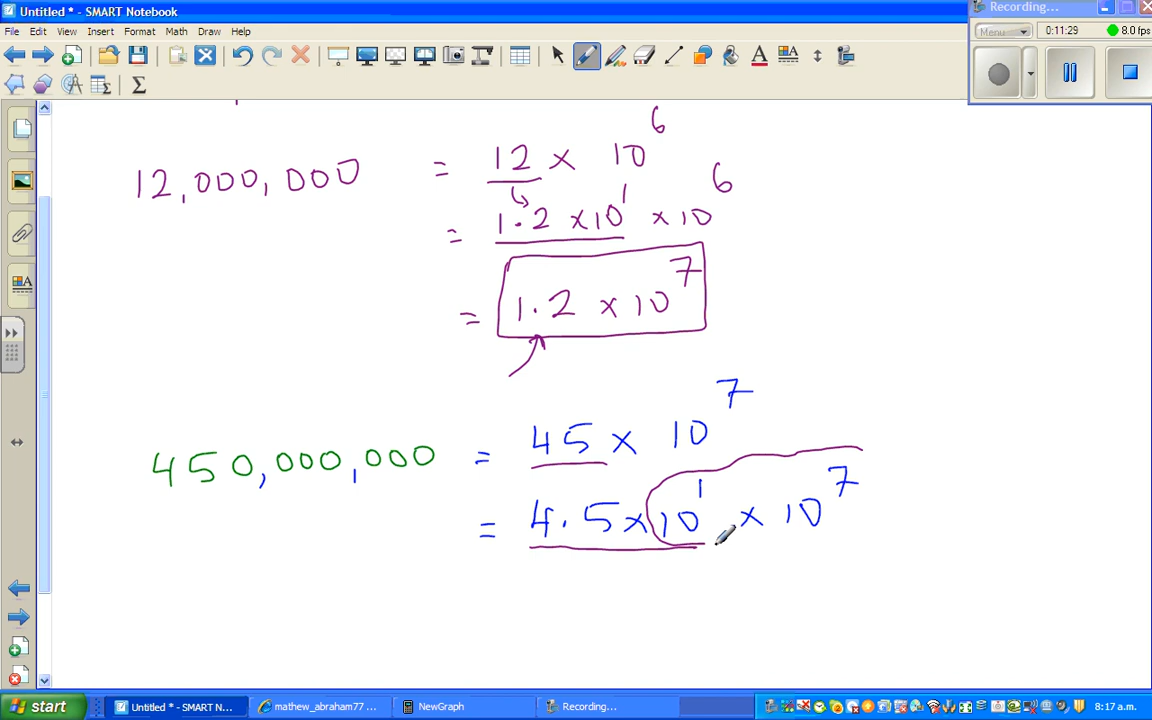 Untitled * - SMART Notebook
Recording...
File Edit View Insert Format Math Draw Help
Menu
0:11:29
8.0 fps
12,000,000 = 12 × 10^6
= 1.2 ×10^1 ×10^6
= 1.2 ×10^7
450,000,000 = 45 × 10^7
= 4.5×10^1 × 10^7
start
Untitled * - SMART N...
mathew_abraham77 ...
NewGraph
Recording...
8:17 a.m.